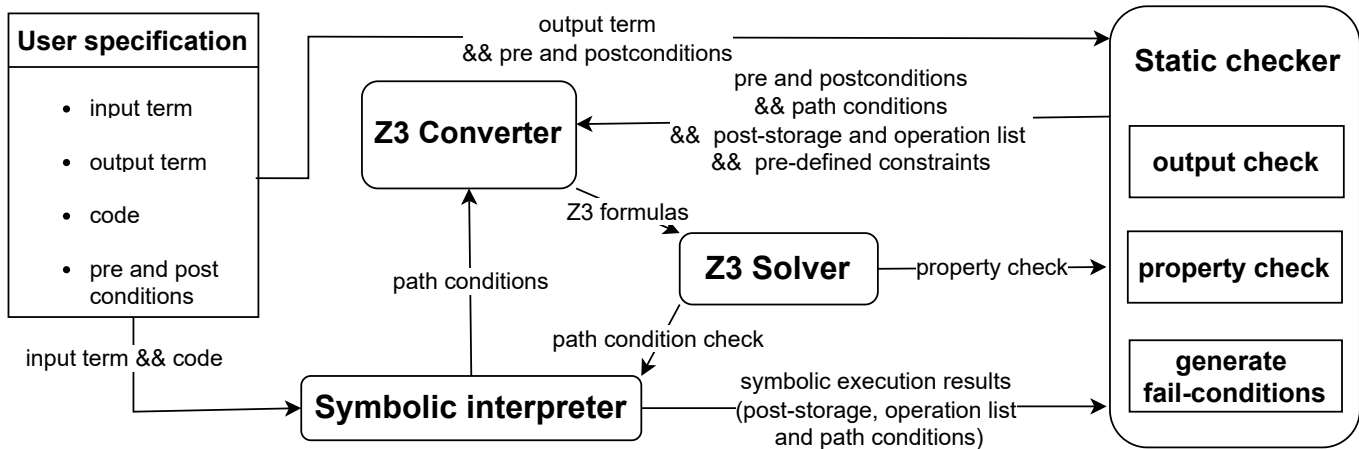 User specification
• input term
• output term
• code
• pre and post
conditions
output term
&& pre and postconditions
Z3 Converter
pre and postconditions
&& path conditions
&& post-storage and operation list
&& pre-defined constraints
Static checker
output check
property check
generate
fail-conditions
Z3 formulas
Z3 Solver
property check
path conditions
path condition check
input term && code
Symbolic interpreter
symbolic execution results
(post-storage, operation list
and path conditions)